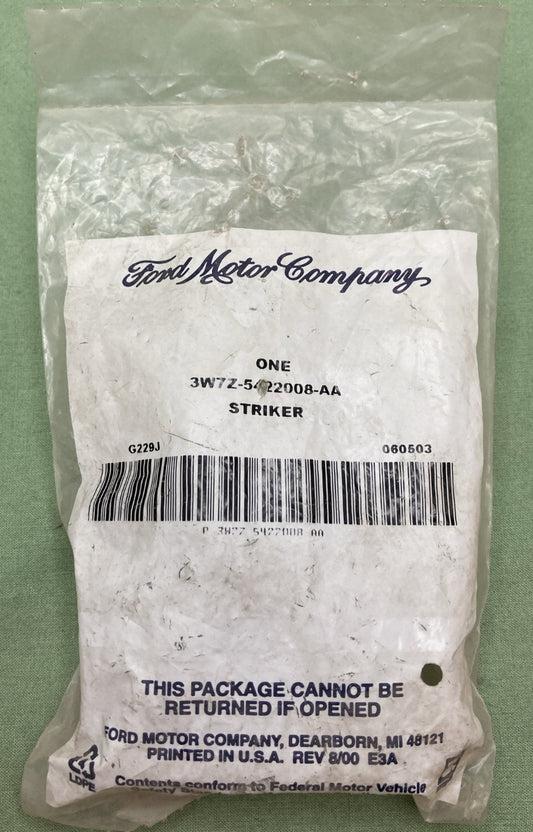 Ford Motor Company
ONE
3W7Z-5422008-AA
STRIKER
G229J 060503
P 3W7Z 5422008 AA
THIS PACKAGE CANNOT BE
RETURNED IF OPENED
FORD MOTOR COMPANY, DEARBORN, MI 48121
PRINTED IN U.S.A. REV 8/00 E3A
LDPE
Contents conform to Federal Motor Vehicle
Safety